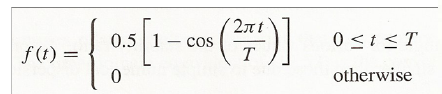 f(t) = { 0.5 [1 − cos (2πt / T)]   0 ≤ t ≤ T
0   otherwise